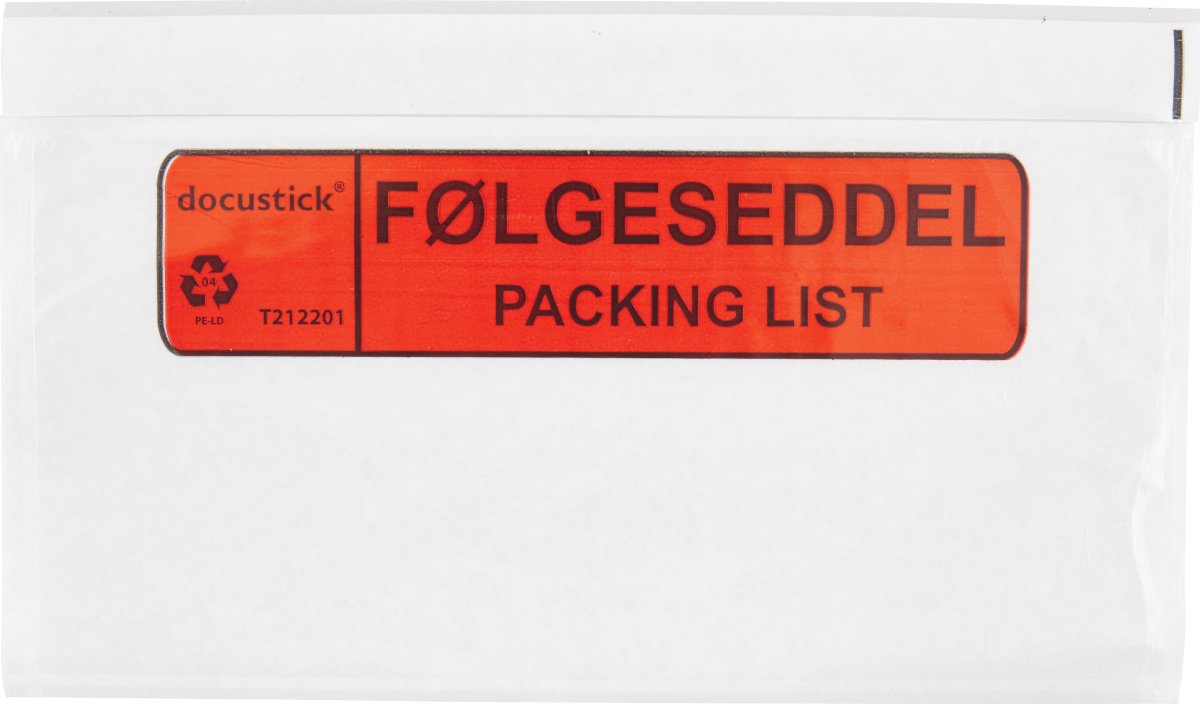 docustick®
04
PE-LD
T212201
FØLGESEDDEL
PACKING LIST